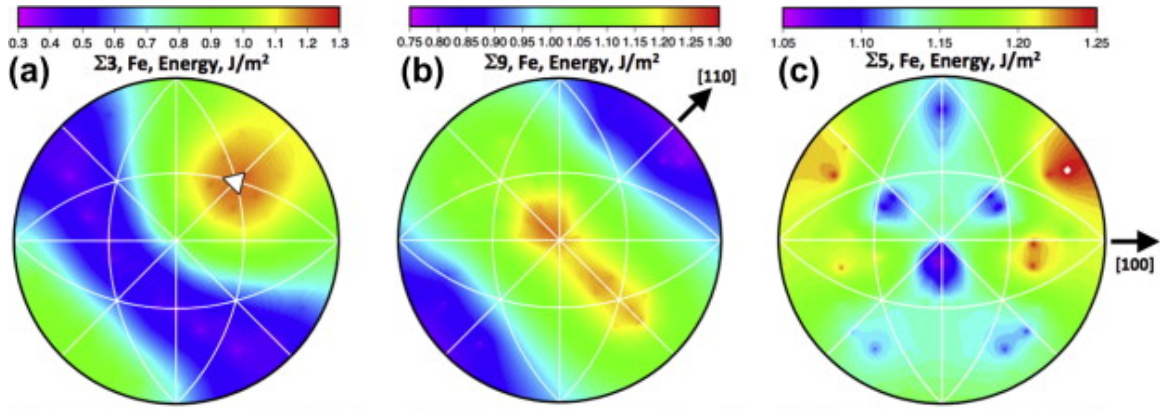 0.3 0.4 0.5 0.6 0.7 0.8 0.9 1.0 1.1 1.2 1.3
(a) Σ3, Fe, Energy, J/m²
0.75 0.80 0.85 0.90 0.95 1.00 1.05 1.10 1.15 1.20 1.25 1.30
(b) Σ9, Fe, Energy, J/m²
[110]
1.05 1.10 1.15 1.20 1.25
(c) Σ5, Fe, Energy, J/m²
[100]